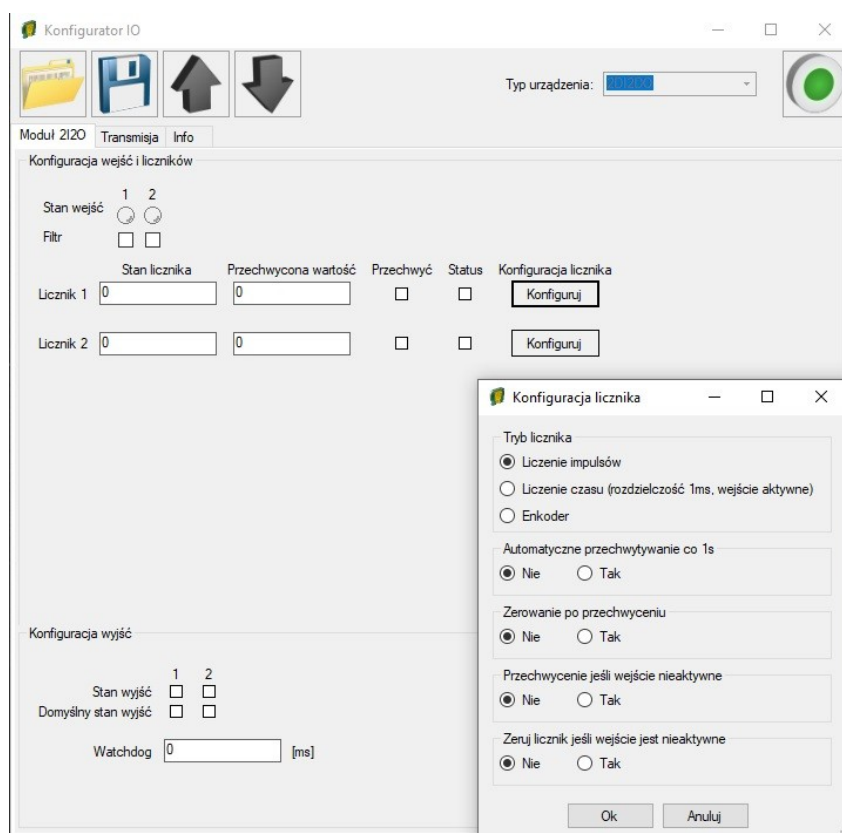 Konfigurator IO
Typ urządzenia: 2DI2DO
Moduł 2I2O Transmisja Info
Konfiguracja wejść i liczników
1 2
Stan wejść
Filtr
Stan licznika Przechwycona wartość Przechwyć Status Konfiguracja licznika
Licznik 1 0 0 Konfiguruj
Licznik 2 0 0 Konfiguruj
Konfiguracja wyjść
1 2
Stan wyjść
Domyślny stan wyjść
Watchdog 0 [ms]
Konfiguracja licznika
Tryb licznika
Liczenie impulsów
Liczenie czasu (rozdzielczość 1ms, wejście aktywne)
Enkoder
Automatyczne przechwytywanie co 1s
Nie Tak
Zerowanie po przechwyceniu
Nie Tak
Przechwycenie jeśli wejście nieaktywne
Nie Tak
Zeruj licznik jeśli wejście jest nieaktywne
Nie Tak
Ok Anuluj